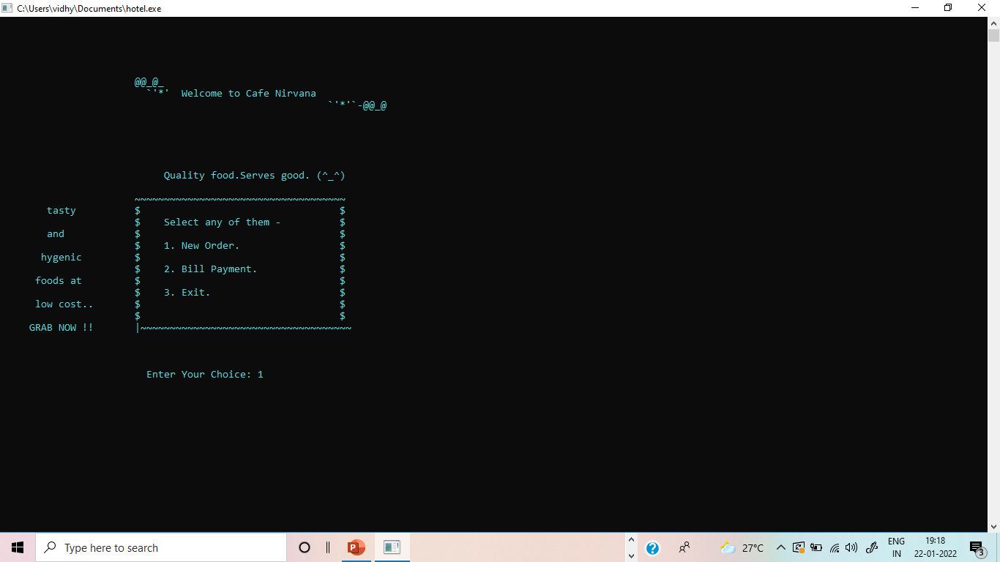 C:\Users\vidhy\Documents\hotel.exe
@@_@_
`'*'  Welcome to Cafe Nirvana
`'*'`-@@_@
Quality food.Serves good. (^_^)
~~~~~~~~~~~~~~~~~~~~~~~~~~~~~~~~~~~~
tasty $ $
$ Select any of them - $
and $ $
$ 1. New Order. $
hygenic $ $
$ 2. Bill Payment. $
foods at $ $
$ 3. Exit. $
low cost.. $ $
$ $
GRAB NOW !! |~~~~~~~~~~~~~~~~~~~~~~~~~~~~~~~~~~~~
Enter Your Choice: 1
Type here to search
P
?
27°C
ENG
IN
19:18
22-01-2022
3